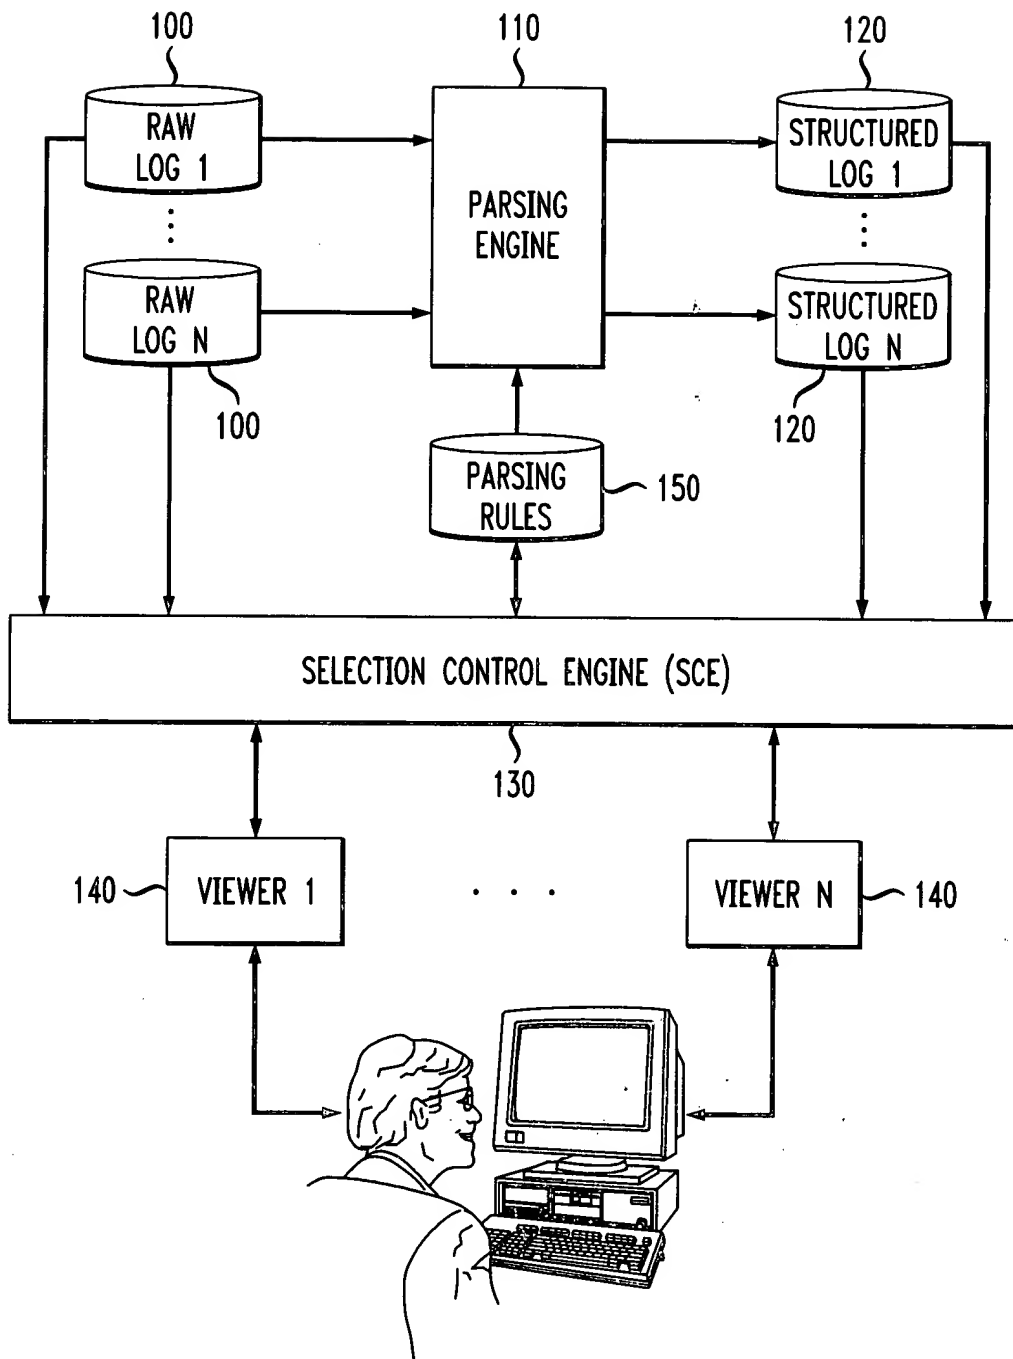 100
110
120
RAW
LOG 1
PARSING
ENGINE
STRUCTURED
LOG 1
RAW
LOG N
STRUCTURED
LOG N
100
120
PARSING
RULES
150
SELECTION CONTROL ENGINE (SCE)
130
140
VIEWER 1
. . .
VIEWER N
140